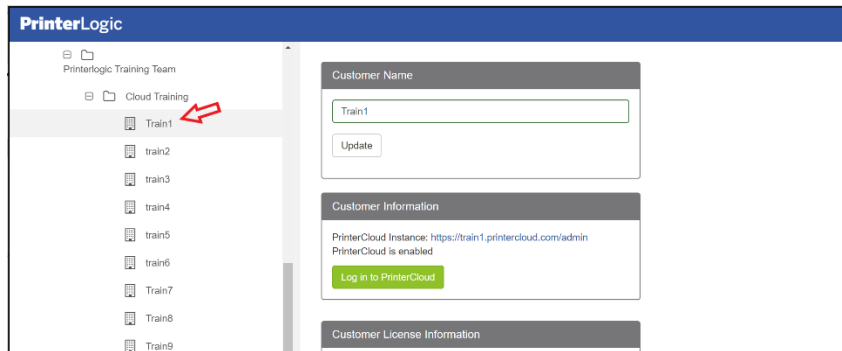 PrinterLogic
Printerlogic Training Team
Cloud Training
Train1
train2
train3
train4
train5
train6
Train7
Train8
Train9
Customer Name
Train1
Update
Customer Information
PrinterCloud Instance: https://train1.printercloud.com/admin
PrinterCloud is enabled
Log in to PrinterCloud
Customer License Information